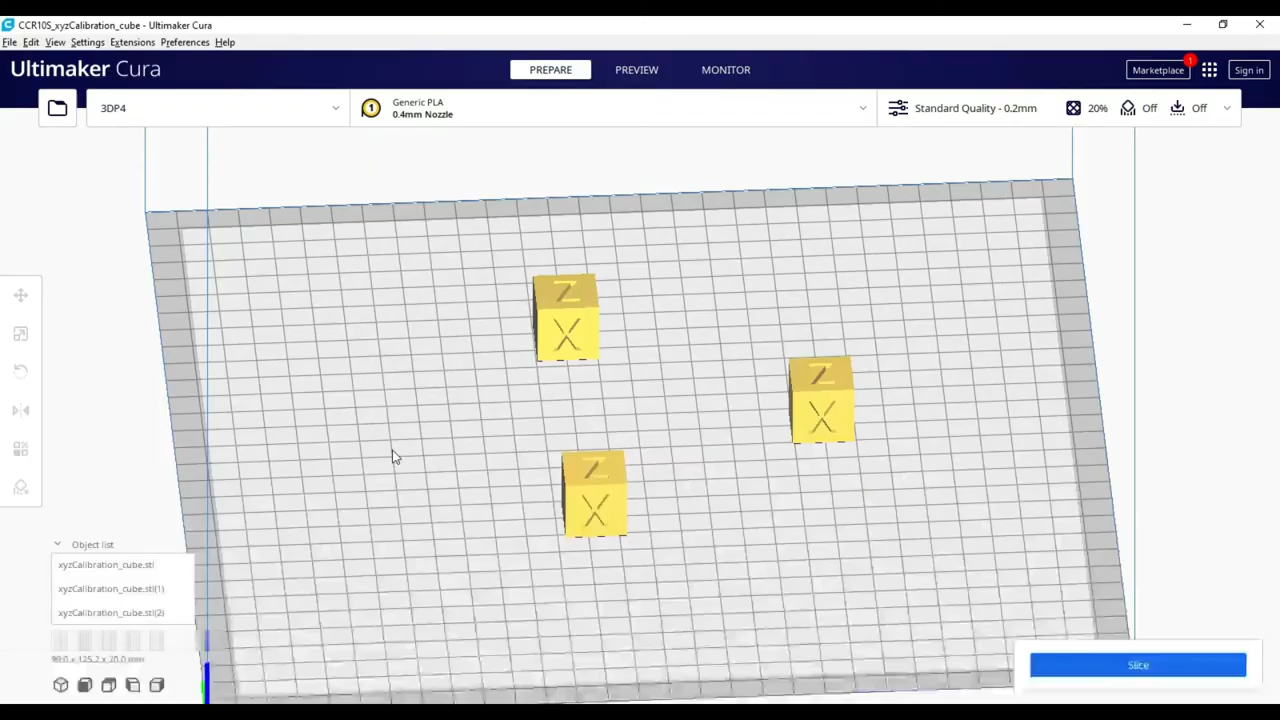 CCR10S_xyzCalibration_cube - Ultimaker Cura
File Edit View Settings Extensions Preferences Help
Ultimaker Cura
PREPARE PREVIEW MONITOR
Marketplace 1 Sign in
3DP4
1 Generic PLA
0.4mm Nozzle
Standard Quality - 0.2mm 20% Off Off
Z
X
Z
X
Z
X
Object list
xyzCalibration_cube.stl
xyzCalibration_cube.stl(1)
xyzCalibration_cube.stl(2)
Slice